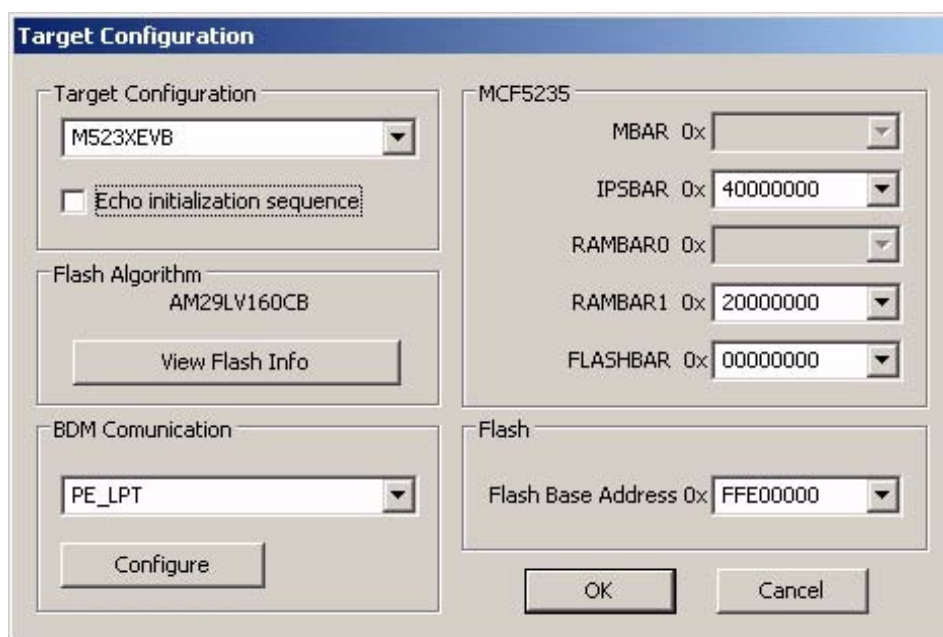 Target Configuration
Target Configuration
M523XEVB
Echo initialization sequence
Flash Algorithm
AM29LV160CB
View Flash Info
BDM Comunication
PE_LPT
Configure
MCF5235
MBAR 0x
IPSBAR 0x 40000000
RAMBAR0 0x
RAMBAR1 0x 20000000
FLASHBAR 0x 00000000
Flash
Flash Base Address 0x FFE00000
OK
Cancel